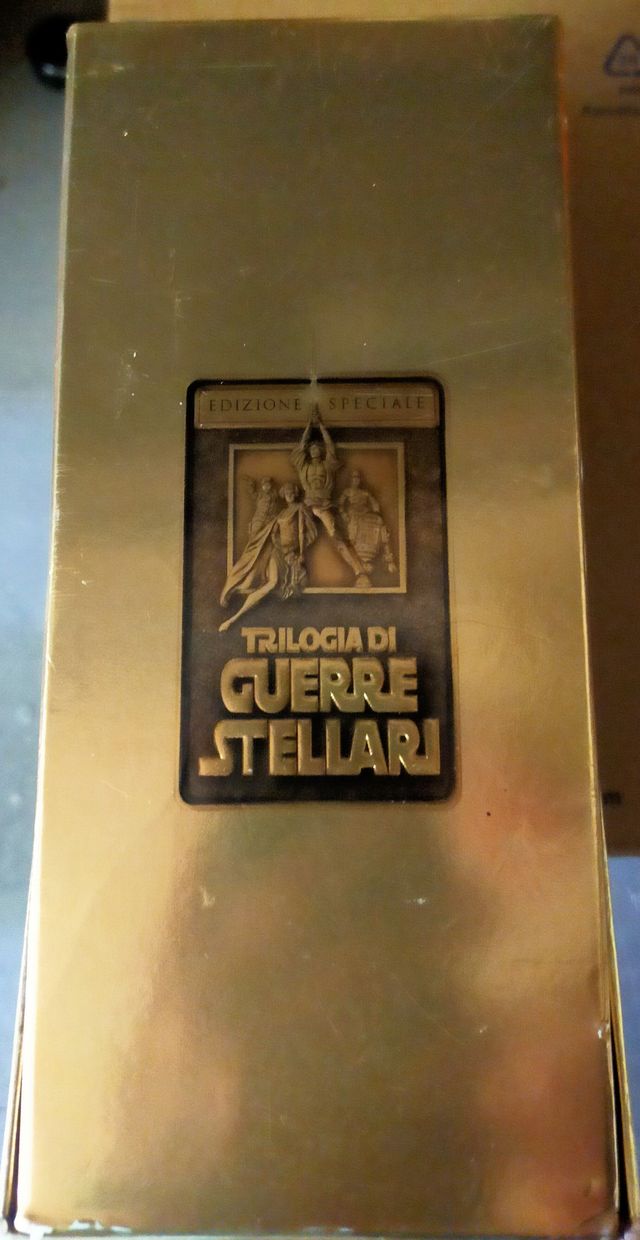 EDIZIONE SPECIALE
TRILOGIA DI
GUERRE
STELLARI